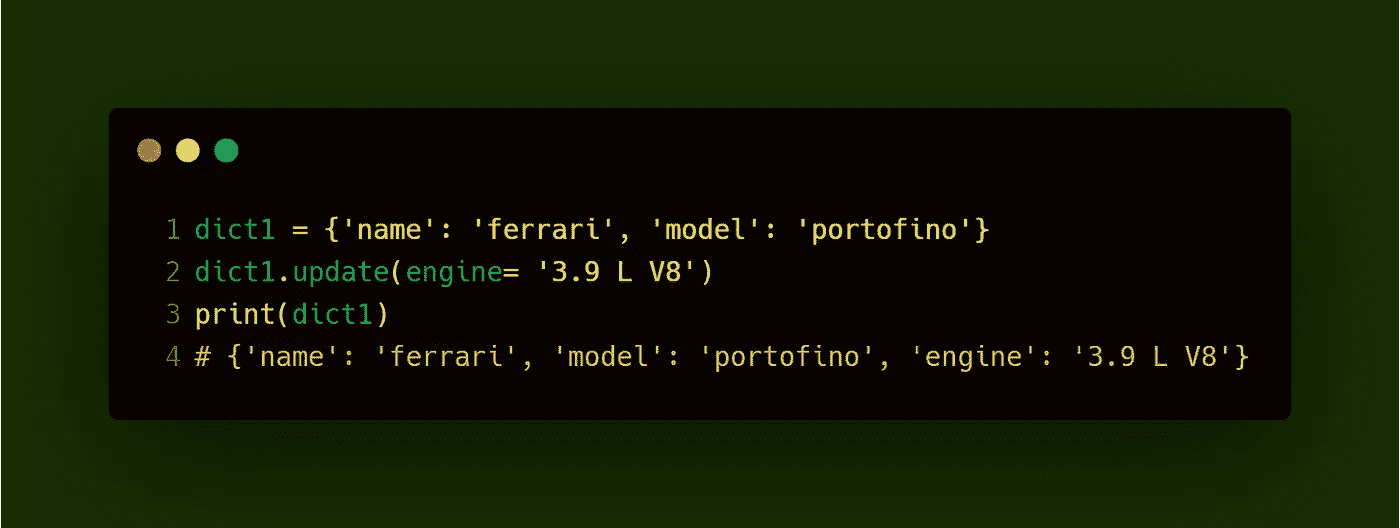 1 dict1 = {'name': 'ferrari', 'model': 'portofino'}
2 dict1.update(engine= '3.9 L V8')
3 print(dict1)
4 # {'name': 'ferrari', 'model': 'portofino', 'engine': '3.9 L V8'}